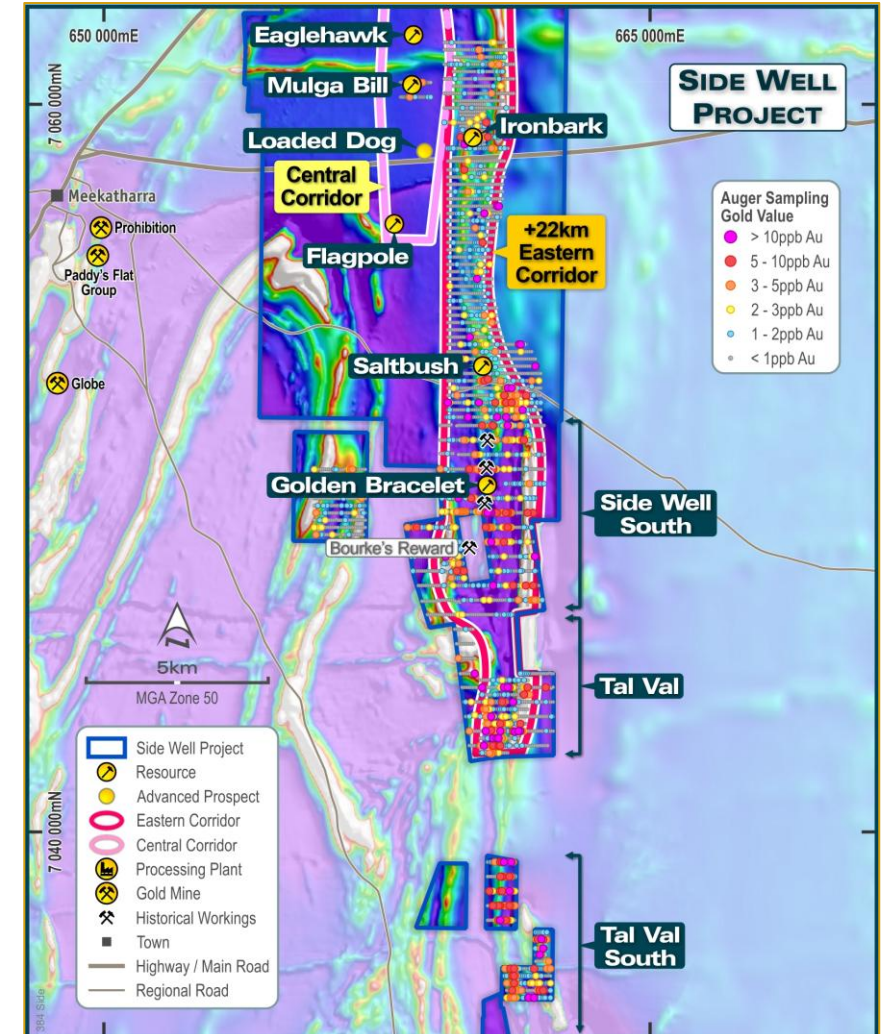 650 000mE
665 000mE
7 060 000mN
7 040 000mN
SIDE WELL
PROJECT
Eaglehawk
Mulga Bill
Loaded Dog
Ironbark
Central
Corridor
Flagpole
+22km
Eastern
Corridor
Meekatharra
Prohibition
Paddy's Flat
Group
Globe
Auger Sampling
Gold Value
> 10ppb Au
5 - 10ppb Au
3 - 5ppb Au
2 - 3ppb Au
1 - 2ppb Au
< 1ppb Au
Saltbush
Golden Bracelet
Bourke's Reward
Side Well
South
Tal Val
Tal Val
South
N
5km
MGA Zone 50
Side Well Project
Resource
Advanced Prospect
Eastern Corridor
Central Corridor
Processing Plant
Gold Mine
Historical Workings
Town
Highway / Main Road
Regional Road